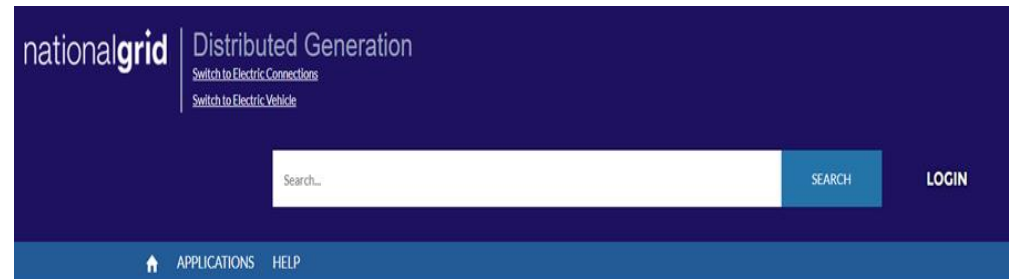 nationalgrid
Distributed Generation
Switch to Electric Connections
Switch to Electric Vehicle
Search...
SEARCH
LOGIN
APPLICATIONS
HELP